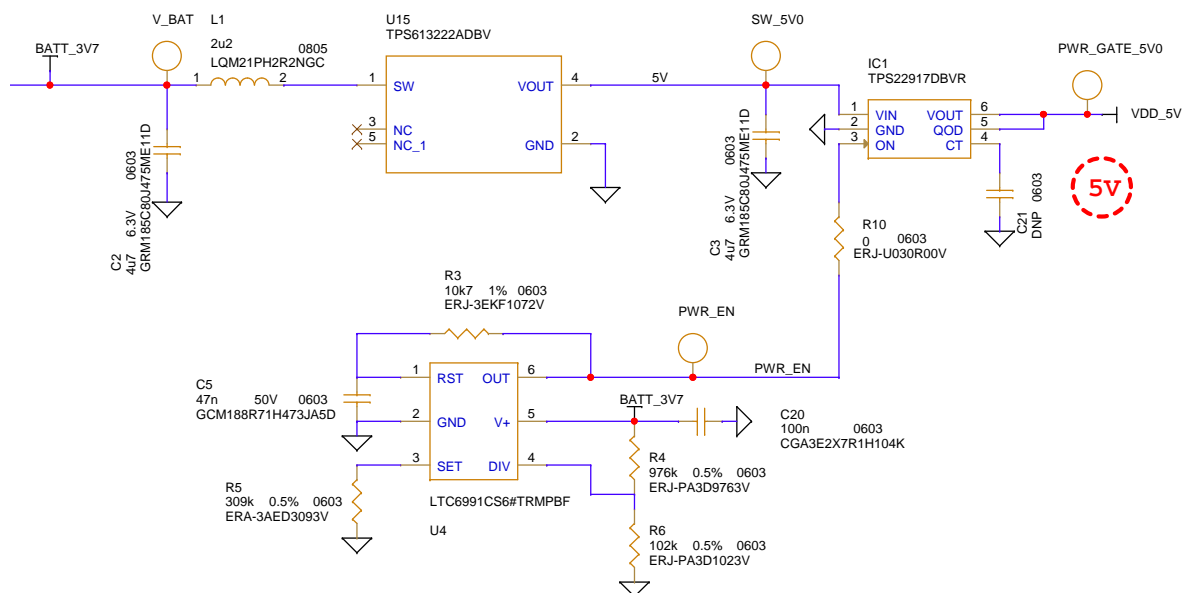 BATT_3V7
V_BAT
L1
2u2
0805
LQM21PH2R2NGC
1
2
U15
TPS613222ADBV
1
SW
VOUT
4
3
NC
5
NC_1
GND
2
C2
4u7 6.3V 0603
GRM185C80J475ME11D
5V
SW_5V0
C3
4u7 6.3V 0603
GRM185C80J475ME11D
IC1
TPS22917DBVR
1
VIN
VOUT
6
2
GND
QOD
5
3
ON
CT
4
PWR_GATE_5V0
VDD_5V
5V
C21
DNP 0603
R10
0 0603
ERJ-U030R00V
R3
10k7 1% 0603
ERJ-3EKF1072V
PWR_EN
PWR_EN
C5
47n 50V 0603
GCM188R71H473JA5D
1
RST
OUT
6
2
GND
V+
5
3
SET
DIV
4
LTC6991CS6#TRMPBF
U4
R5
309k 0.5% 0603
ERA-3AED3093V
BATT_3V7
C20
100n 0603
CGA3E2X7R1H104K
R4
976k 0.5% 0603
ERJ-PA3D9763V
R6
102k 0.5% 0603
ERJ-PA3D1023V